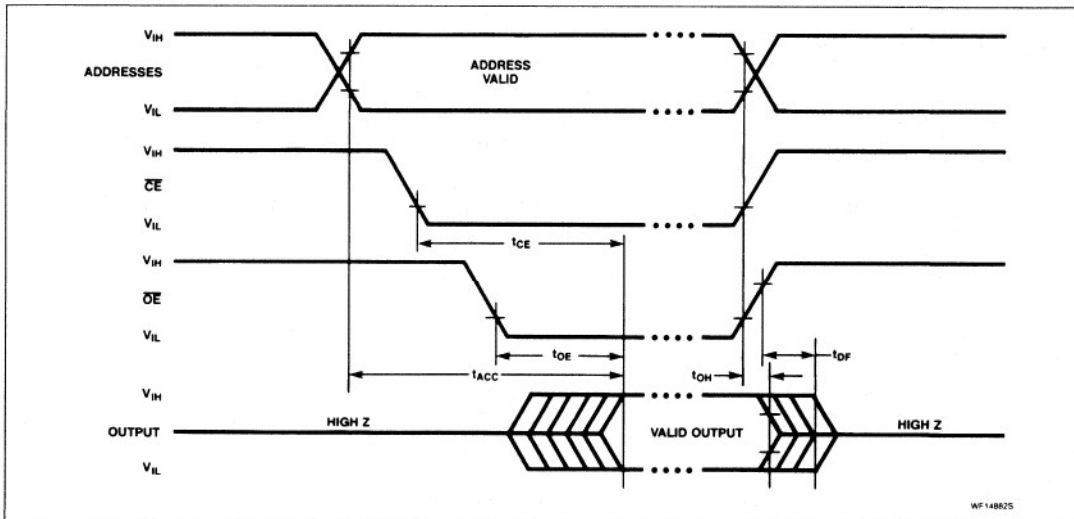 VIH
ADDRESSES
ADDRESS
VALID
VIL
VIH
CE
VIL
tCE
VIH
OE
VIL
tOE
tDF
tACC
tOH
VIH
HIGH Z
OUTPUT
VALID OUTPUT
HIGH Z
VIL
WF14882S